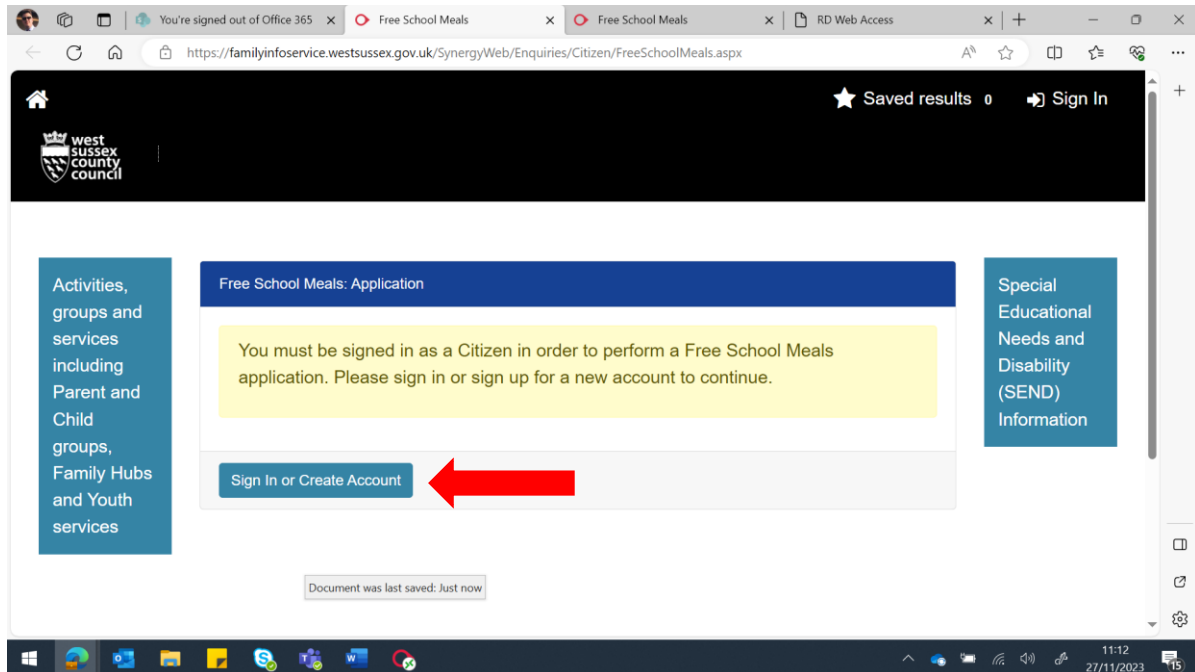 You're signed out of Office 365
Free School Meals
Free School Meals
RD Web Access
https://familyinfoservice.westsussex.gov.uk/SynergyWeb/Enquiries/Citizen/FreeSchoolMeals.aspx
Saved results 0
Sign In
west
sussex
county
council
Activities,
groups and
services
including
Parent and
Child
groups,
Family Hubs
and Youth
services
Free School Meals: Application
You must be signed in as a Citizen in order to perform a Free School Meals
application. Please sign in or sign up for a new account to continue.
Sign In or Create Account
Special
Educational
Needs and
Disability
(SEND)
Information
Document was last saved: Just now
11:12
27/11/2023
15